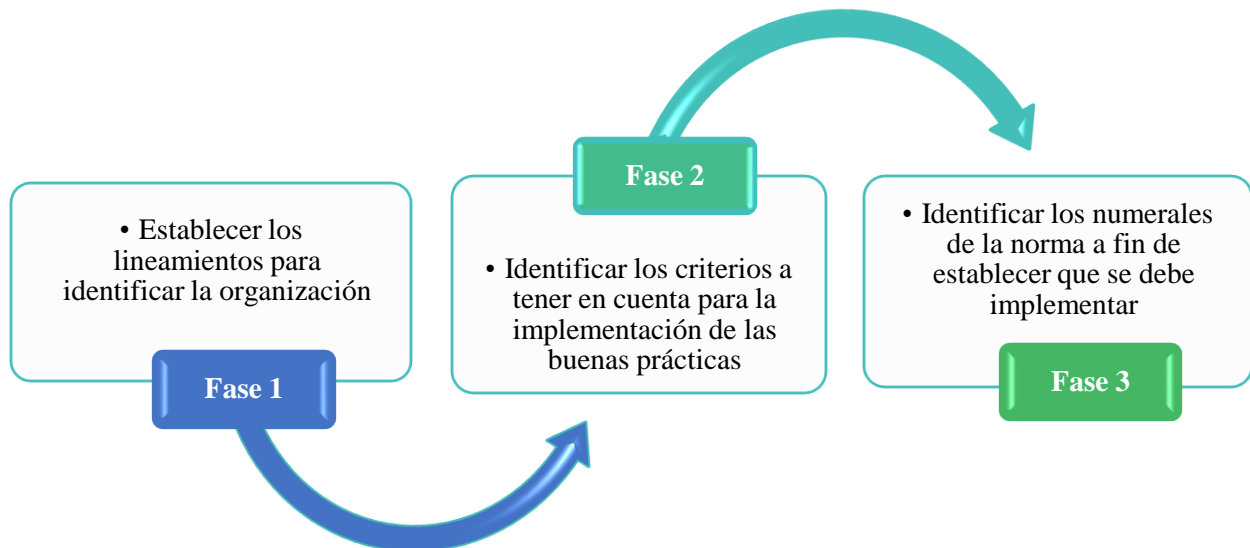 • Establecer los
lineamientos para
identificar la organización
Fase 1
Fase 2
• Identificar los criterios a
tener en cuenta para la
implementación de las
buenas prácticas
• Identificar los numerales
de la norma a fin de
establecer que se debe
implementar
Fase 3